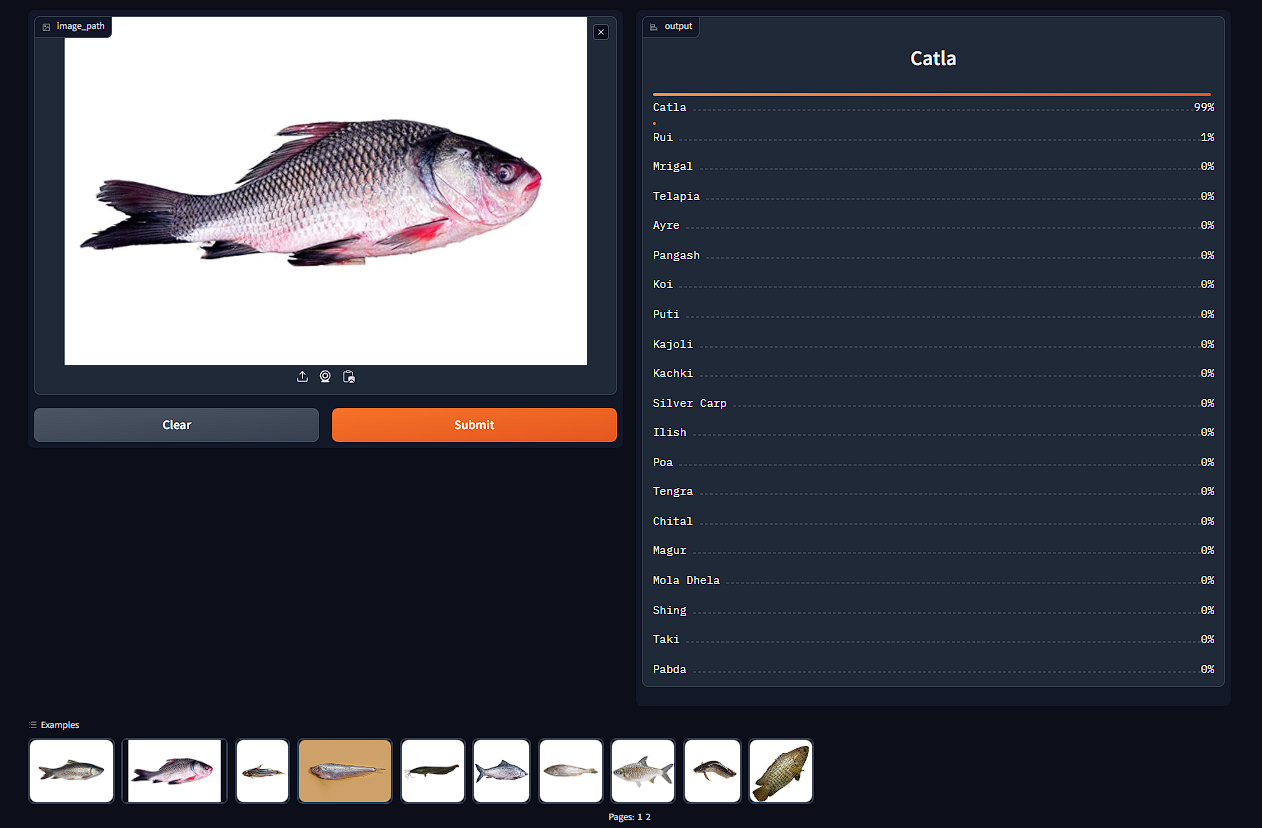 image_path
output
Catla
Catla 99%
Rui 1%
Mrigal 0%
Telapia 0%
Ayre 0%
Pangash 0%
Koi 0%
Puti 0%
Kajoli 0%
Kachki 0%
Silver Carp 0%
Ilish 0%
Poa 0%
Tengra 0%
Chital 0%
Magur 0%
Mola Dhela 0%
Shing 0%
Taki 0%
Pabda 0%
Clear
Submit
Examples
Pages: 1 2